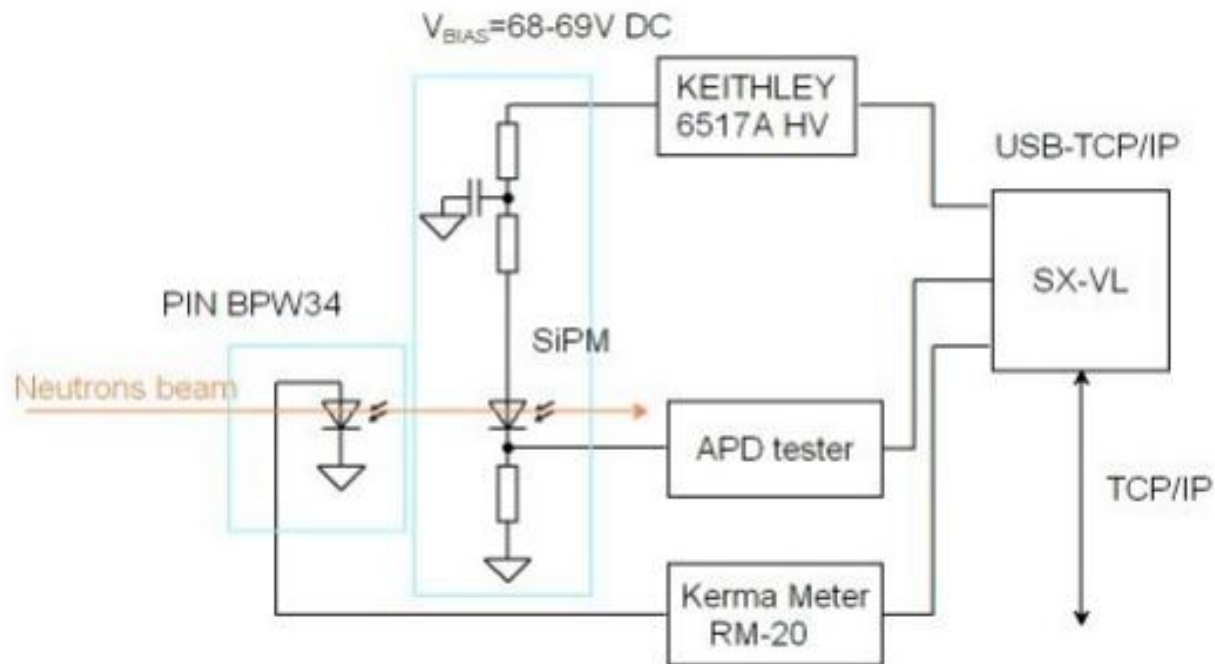 V_BIAS=68-69V DC
KEITHLEY
6517A HV
USB-TCP/IP
SX-VL
PIN BPW34
SiPM
Neutrons beam
APD tester
TCP/IP
Kerma Meter
RM-20